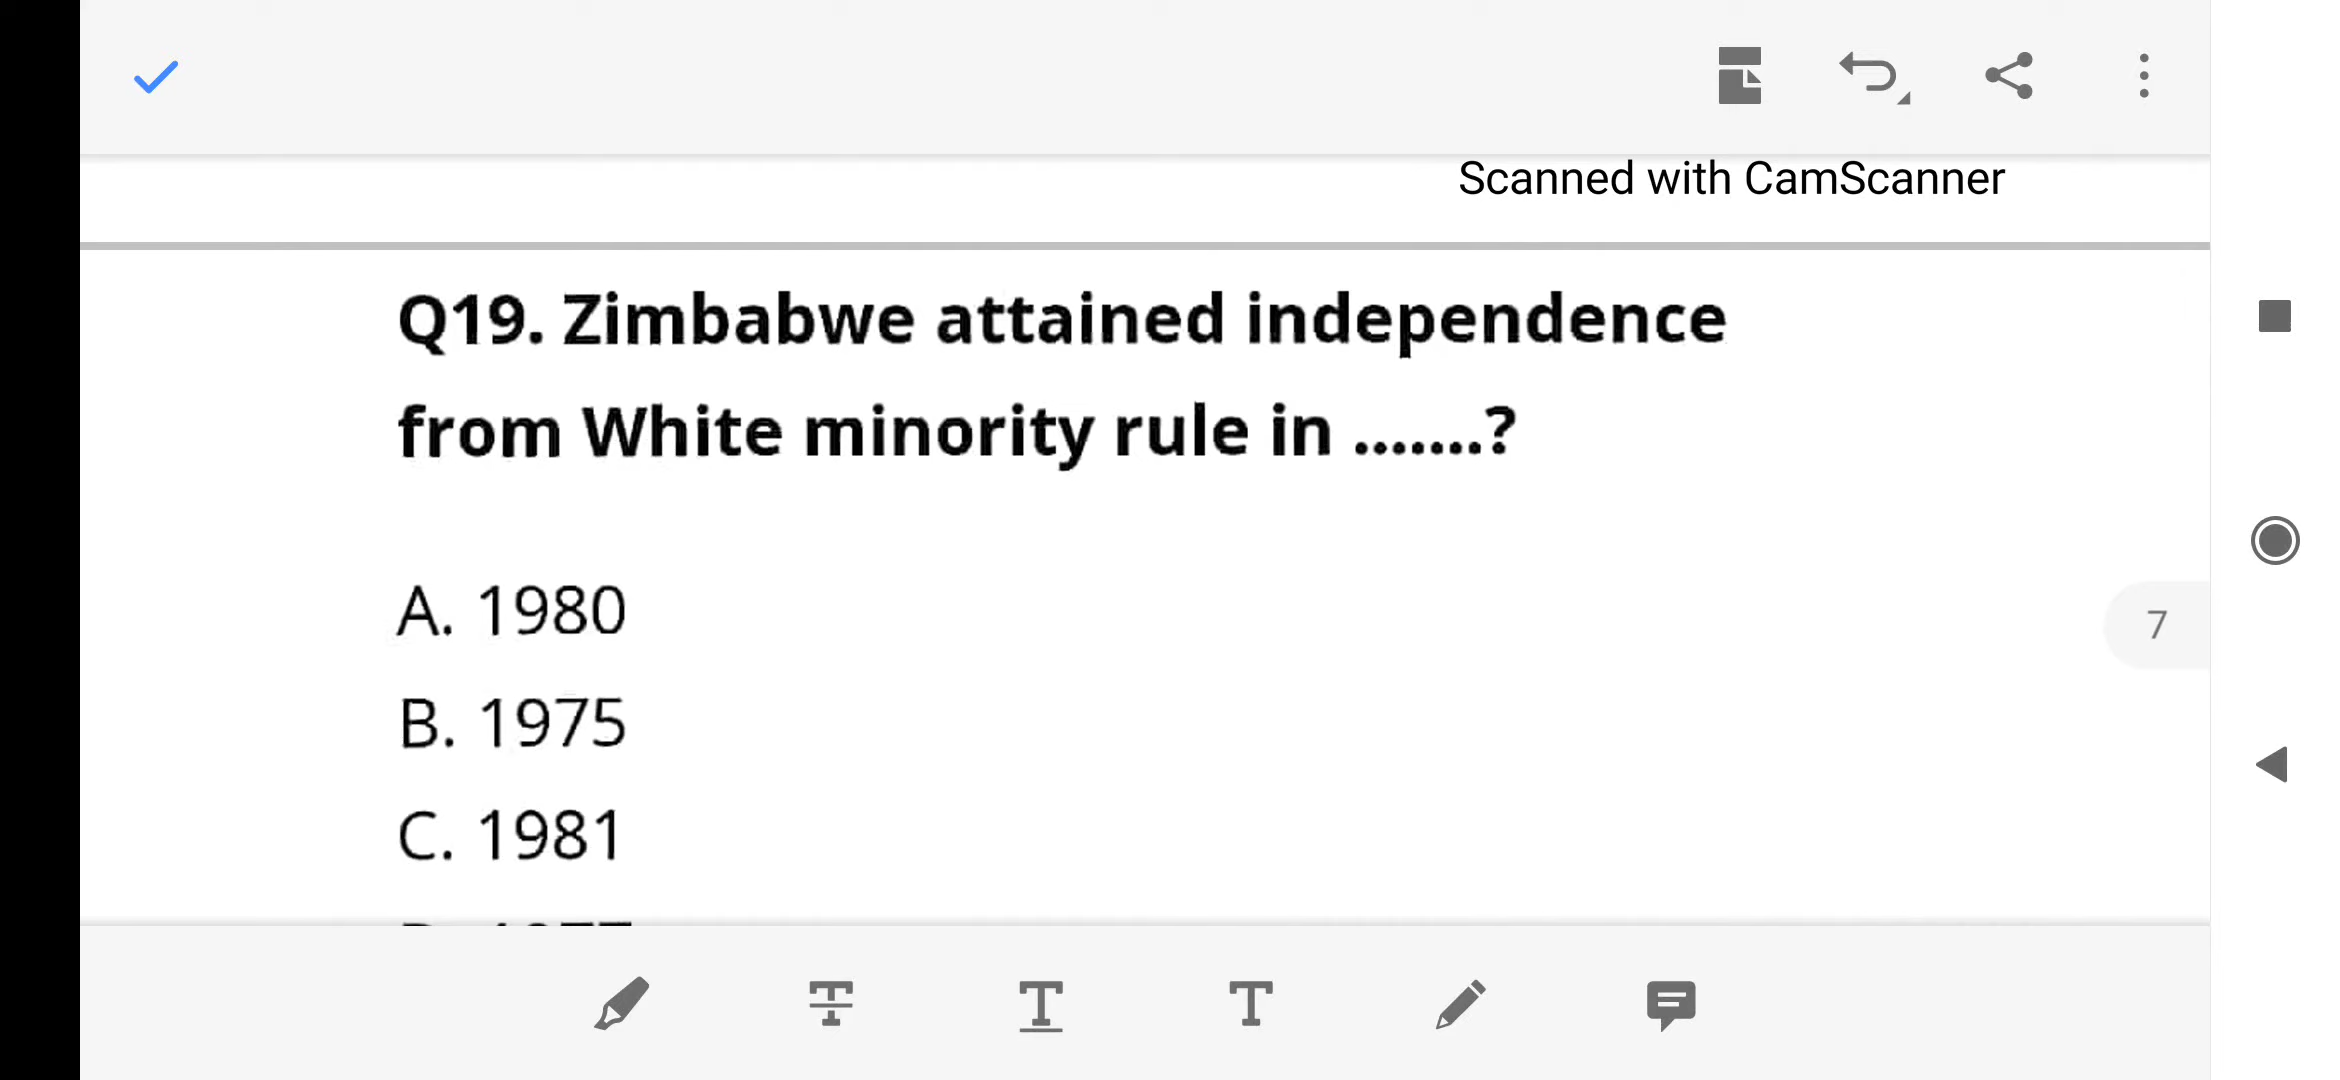 Scanned with CamScanner
Q19. Zimbabwe attained independence
from White minority rule in .......?
A. 1980
7
B. 1975
C. 1981